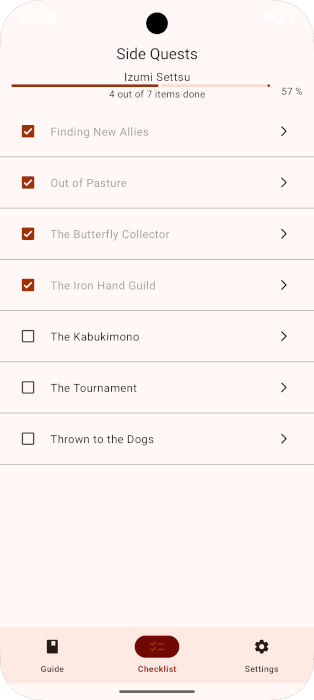 Side Quests
Izumi Settsu
4 out of 7 items done
57 %
Finding New Allies
Out of Pasture
The Butterfly Collector
The Iron Hand Guild
The Kabukimono
The Tournament
Thrown to the Dogs
Guide
Checklist
Settings